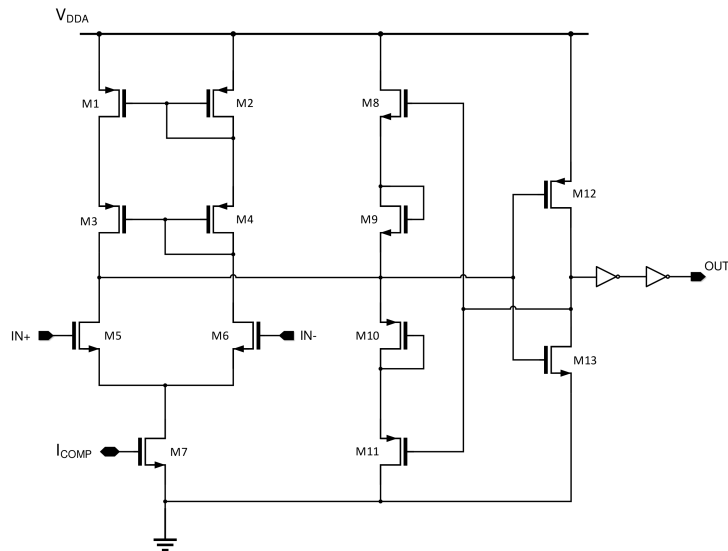 VDDA
M1
M2
M8
M12
M3
M4
M9
OUT
IN+
M5
M6
IN-
M10
M13
ICOMP
M7
M11